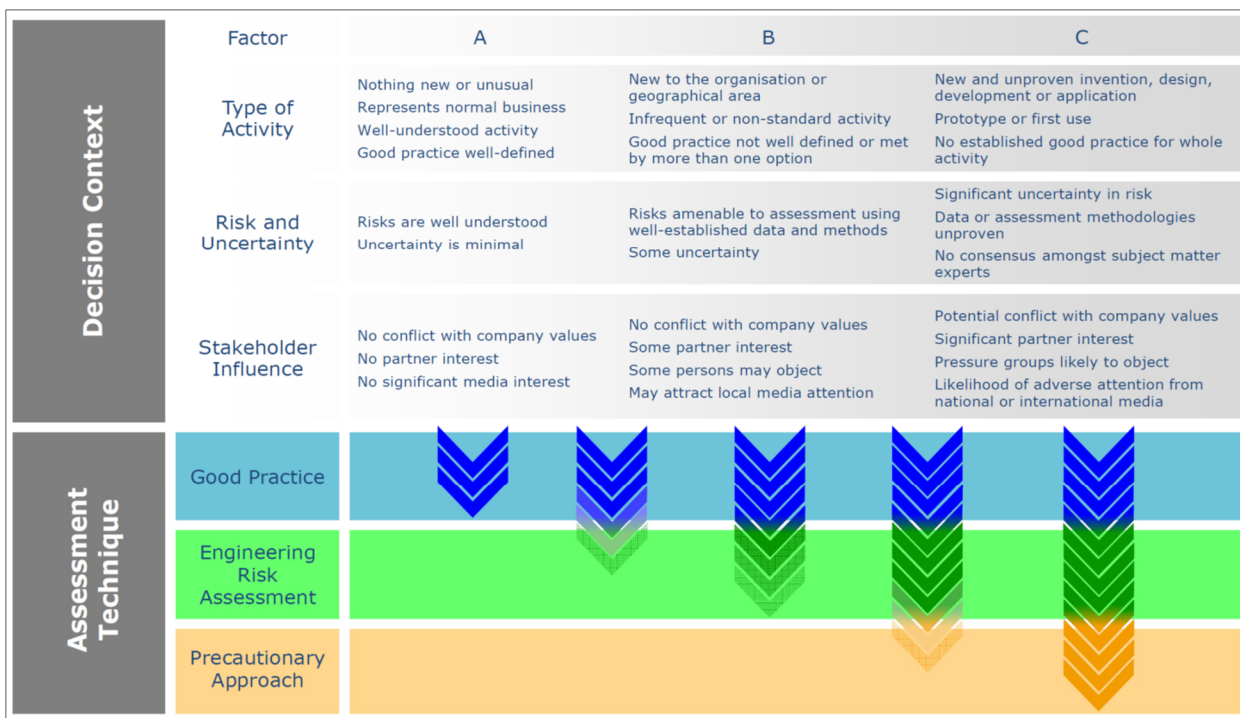 Decision Context
Factor
A
B
C
Type of
Activity
Nothing new or unusual
Represents normal business
Well-understood activity
Good practice well-defined
New to the organisation or
geographical area
Infrequent or non-standard activity
Good practice not well defined or met
by more than one option
New and unproven invention, design,
development or application
Prototype or first use
No established good practice for whole
activity
Risk and
Uncertainty
Risks are well understood
Uncertainty is minimal
Risks amenable to assessment using
well-established data and methods
Some uncertainty
Significant uncertainty in risk
Data or assessment methodologies
unproven
No consensus amongst subject matter
experts
Stakeholder
Influence
No conflict with company values
No partner interest
No significant media interest
No conflict with company values
Some partner interest
Some persons may object
May attract local media attention
Potential conflict with company values
Significant partner interest
Pressure groups likely to object
Likelihood of adverse attention from
national or international media
Assessment
Technique
Good Practice
Engineering
Risk
Assessment
Precautionary
Approach